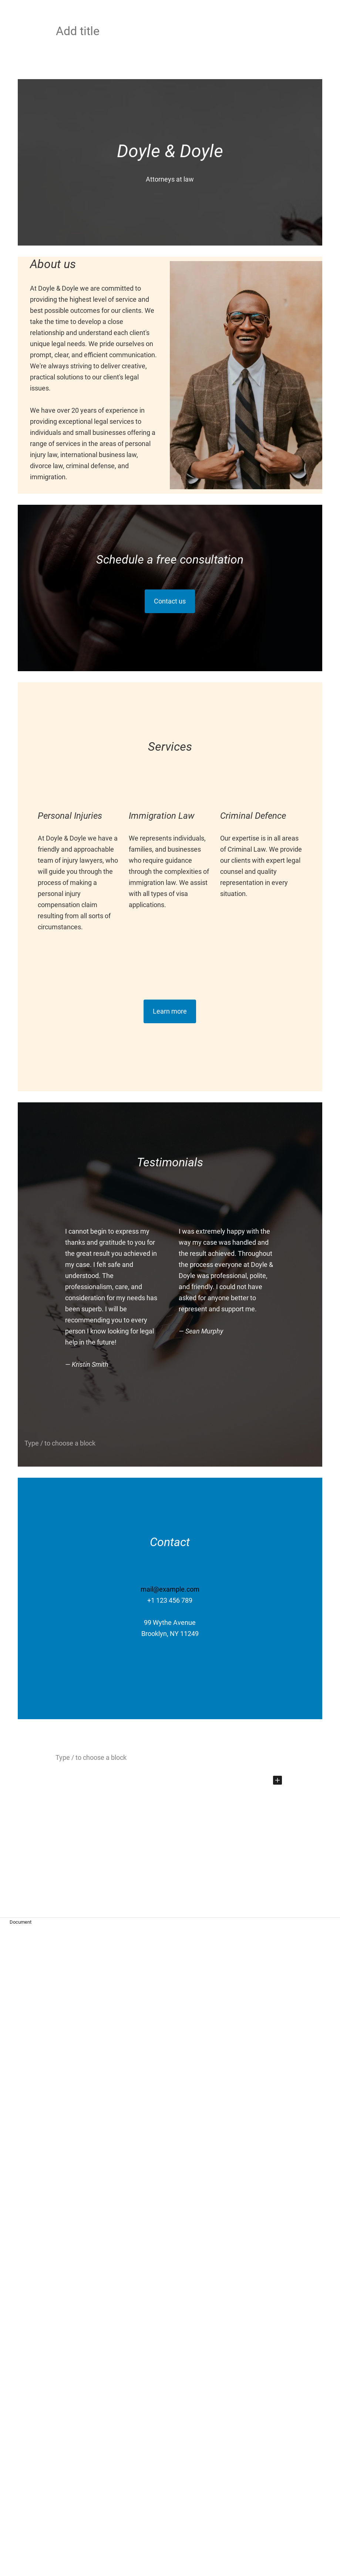 Add title
Doyle & Doyle
Attorneys at law
About us
At Doyle & Doyle we are committed to
providing the highest level of service and
best possible outcomes for our clients. We
take the time to develop a close
relationship and understand each client's
unique legal needs. We pride ourselves on
prompt, clear, and efficient communication.
We're always striving to deliver creative,
practical solutions to our client's legal
issues.
We have over 20 years of experience in
providing exceptional legal services to
individuals and small businesses offering a
range of services in the areas of personal
injury law, international business law,
divorce law, criminal defense, and
immigration.
Schedule a free consultation
Contact us
Services
Personal Injuries
At Doyle & Doyle we have a
friendly and approachable
team of injury lawyers, who
will guide you through the
process of making a
personal injury
compensation claim
resulting from all sorts of
circumstances.
Immigration Law
We represents individuals,
families, and businesses
who require guidance
through the complexities of
immigration law. We assist
with all types of visa
applications.
Criminal Defence
Our expertise is in all areas
of Criminal Law. We provide
our clients with expert legal
counsel and quality
representation in every
situation.
Learn more
Testimonials
I cannot begin to express my
thanks and gratitude to you for
the great result you achieved in
my case. I felt safe and
understood. The
professionalism, care, and
consideration for my needs has
been superb. I will be
recommending you to every
person I know looking for legal
help in the future!
— Kristin Smith.
I was extremely happy with the
way my case was handled and
the result achieved. Throughout
the process everyone at Doyle &
Doyle was professional, polite,
and friendly. I could not have
asked for anyone better to
represent and support me.
— Sean Murphy
Type / to choose a block
Contact
mail@example.com
+1 123 456 789
99 Wythe Avenue
Brooklyn, NY 11249
Type / to choose a block
Document